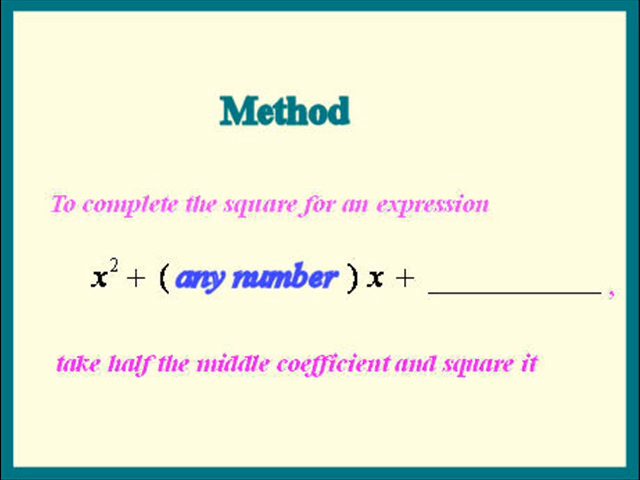 Method
To complete the square for an expression
x² + ( any number ) x + __________ ,
take half the middle coefficient and square it